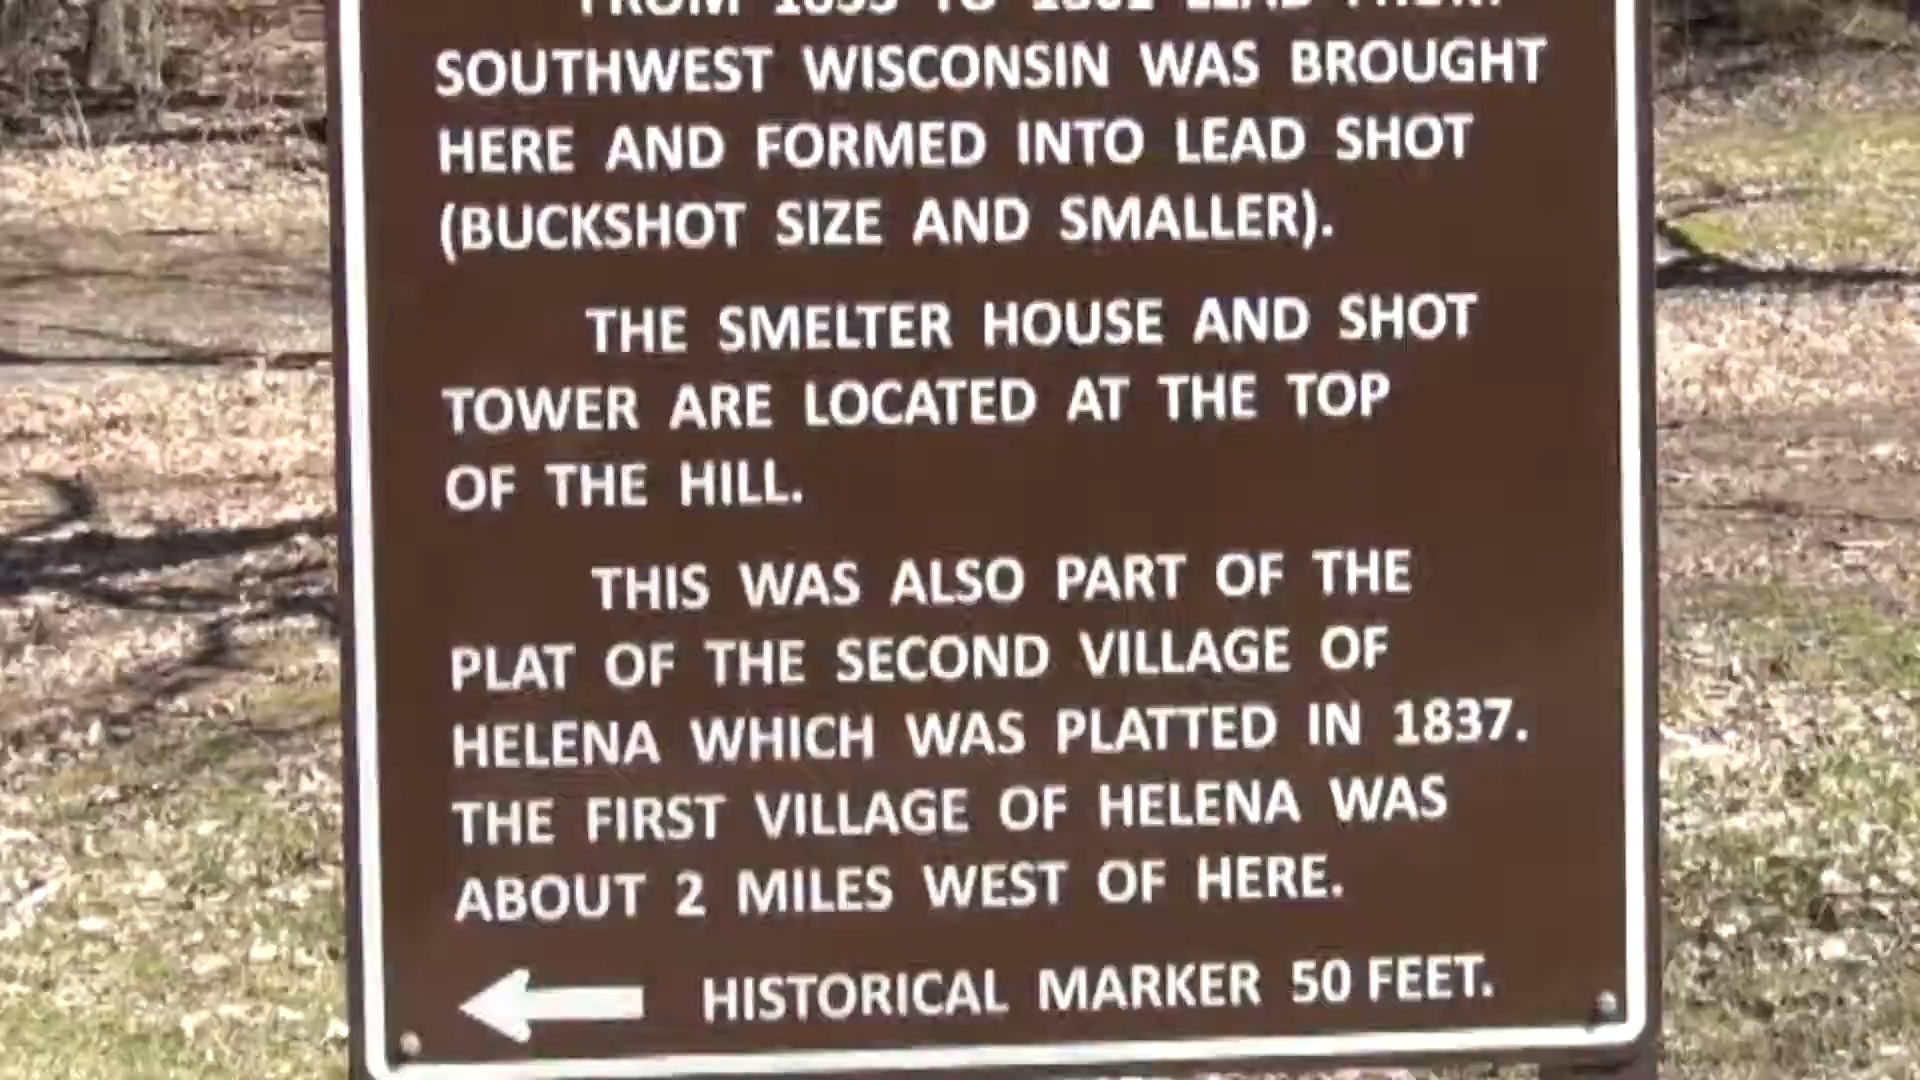 TO LEAD
SOUTHWEST WISCONSIN WAS BROUGHT
HERE AND FORMED INTO LEAD SHOT
(BUCKSHOT SIZE AND SMALLER).
THE SMELTER HOUSE AND SHOT
TOWER ARE LOCATED AT THE TOP
OF THE HILL.
THIS WAS ALSO PART OF THE
PLAT OF THE SECOND VILLAGE OF
HELENA WHICH WAS PLATTED IN 1837.
THE FIRST VILLAGE OF HELENA WAS
ABOUT 2 MILES WEST OF HERE.
HISTORICAL MARKER 50 FEET.